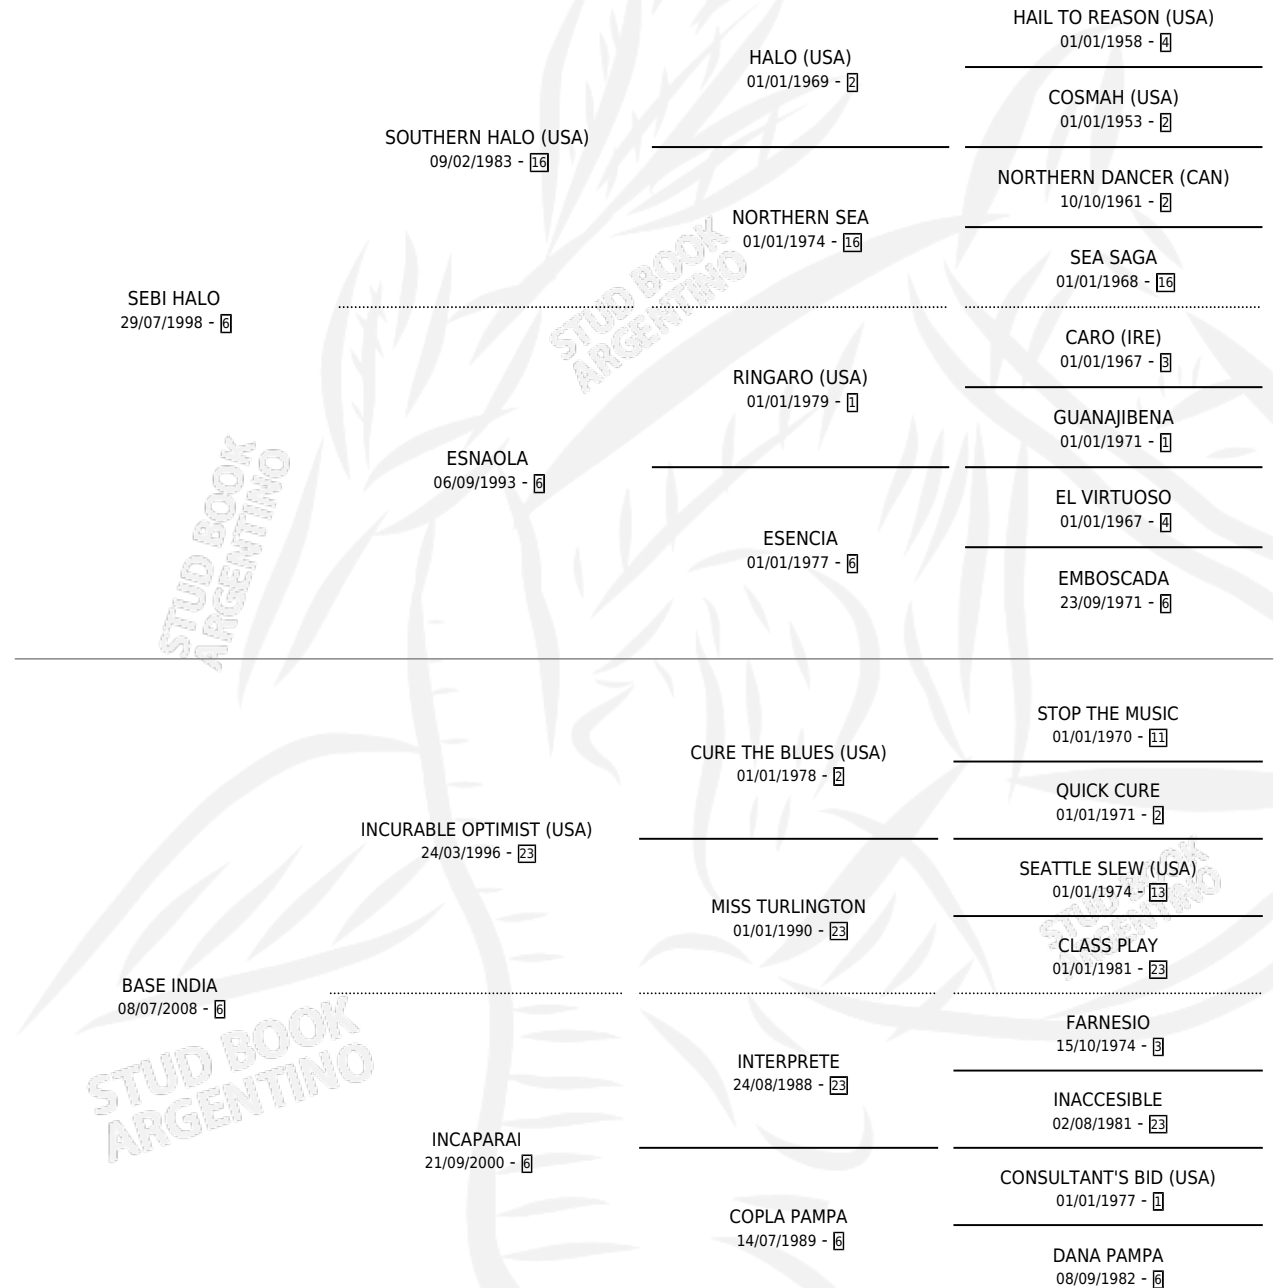 HAIL TO REASON (USA)
01/01/1958 - 4
HALO (USA)
01/01/1969 - 2
COSMAH (USA)
01/01/1953 - 2
SOUTHERN HALO (USA)
09/02/1983 - 16
NORTHERN DANCER (CAN)
10/10/1961 - 2
NORTHERN SEA
01/01/1974 - 16
SEA SAGA
01/01/1968 - 16
SEBI HALO
29/07/1998 - 6
STUD BOOK
ARGENTINO
CARO (IRE)
01/01/1967 - 3
RINGARO (USA)
01/01/1979 - 1
GUANAJIBENA
01/01/1971 - 1
ESNAOLA
06/09/1993 - 6
EL VIRTUOSO
01/01/1967 - 4
ESENCIA
01/01/1977 - 6
EMBOSCADA
23/09/1971 - 6
STUD BOOK
ARGENTINO
STOP THE MUSIC
01/01/1970 - 11
CURE THE BLUES (USA)
01/01/1978 - 2
QUICK CURE
01/01/1971 - 2
INCURABLE OPTIMIST (USA)
24/03/1996 - 23
SEATTLE SLEW (USA)
01/01/1974 - 13
MISS TURLINGTON
01/01/1990 - 23
STUD BOOK
ARGENTINO
CLASS PLAY
01/01/1981 - 23
BASE INDIA
08/07/2008 - 6
STUD BOOK
ARGENTINO
FARNESIO
15/10/1974 - 3
INTERPRETE
24/08/1988 - 23
INACCESIBLE
02/08/1981 - 23
INCAPARAI
21/09/2000 - 6
CONSULTANT'S BID (USA)
01/01/1977 - 1
COPLA PAMPA
14/07/1989 - 6
DANA PAMPA
08/09/1982 - 6